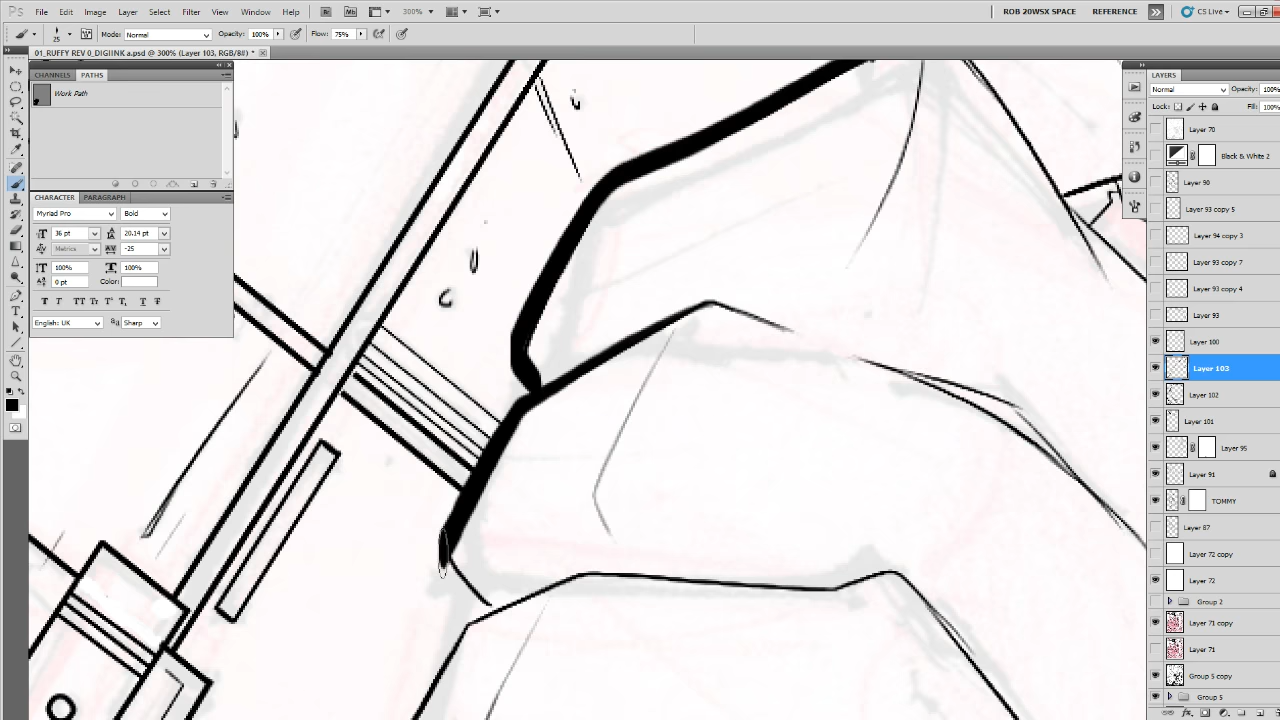 Ps File Edit Image Layer Select Filter View Window Help Br Mb 300% ROB 20WSX SPACE REFERENCE CS Live
25 Mode: Normal Opacity: 100% Flow: 75%
01_RUFFY REV 0_DIGIINK a.psd @ 300% (Layer 103, RGB/8#) *
CHANNELS PATHS
Work Path
CHARACTER PARAGRAPH
Myriad Pro Bold
36 pt 20.14 pt
Metrics -25
100% 100%
0 pt Color:
T T TT Tr T' T, T T
English: UK aa Sharp
LAYERS
Normal Opacity: 100%
Lock: Fill: 100%
Layer 70
Black & White 2
Layer 90
Layer 93 copy 5
Layer 94 copy 3
Layer 93 copy 7
Layer 93 copy 4
Layer 93
Layer 100
Layer 103
Layer 102
Layer 101
Layer 95
Layer 91
TOMMY
Layer 87
Layer 72 copy
Layer 72
Group 2
Layer 71 copy
Layer 71
Group 5 copy
Group 5